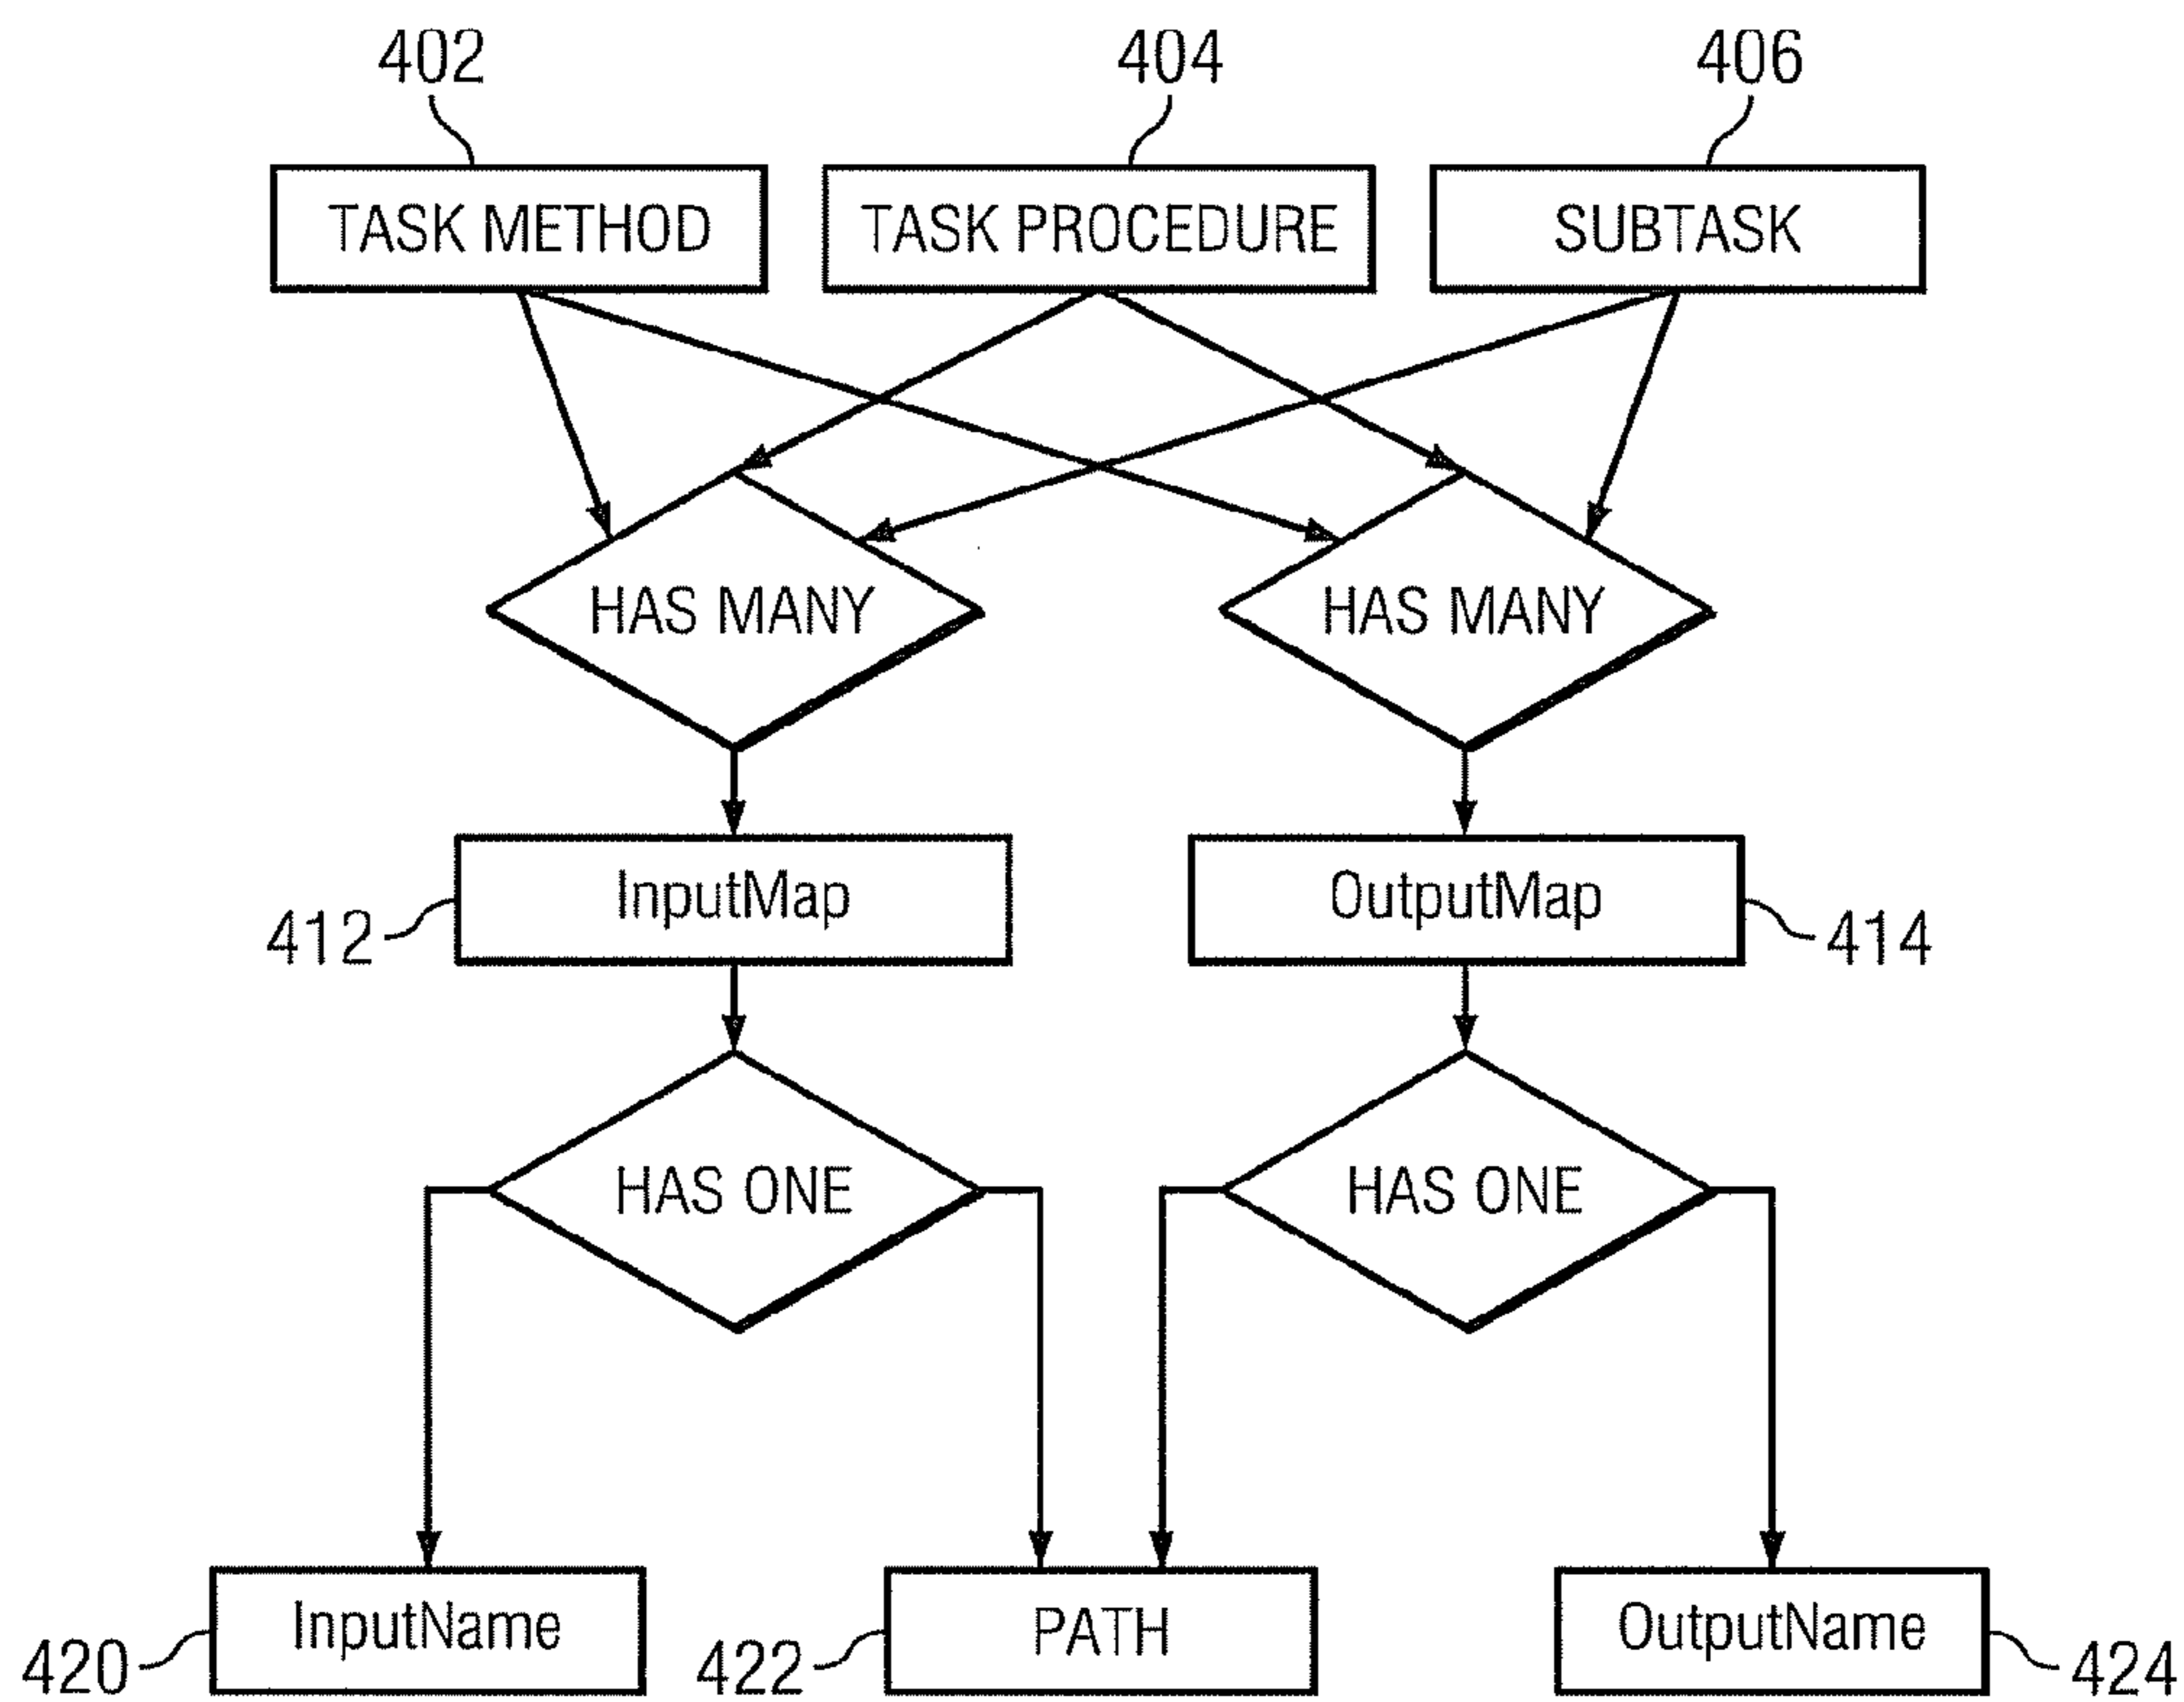 402
404
406
TASK METHOD
TASK PROCEDURE
SUBTASK
HAS MANY
HAS MANY
InputMap
OutputMap
412
414
HAS ONE
HAS ONE
InputName
PATH
OutputName
420
422
424